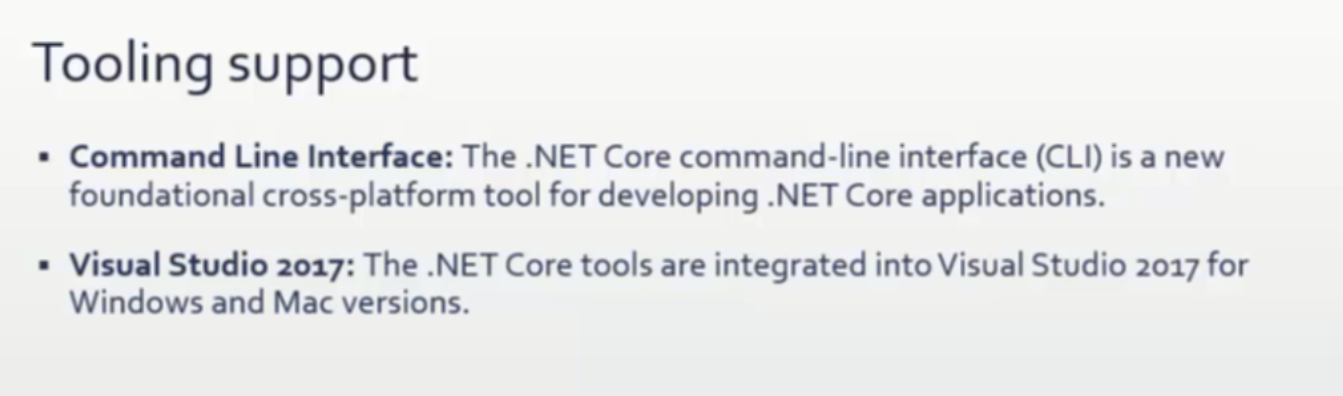 Tooling support
▪ Command Line Interface: The .NET Core command-line interface (CLI) is a new
foundational cross-platform tool for developing .NET Core applications.
▪ Visual Studio 2017: The .NET Core tools are integrated into Visual Studio 2017 for
Windows and Mac versions.